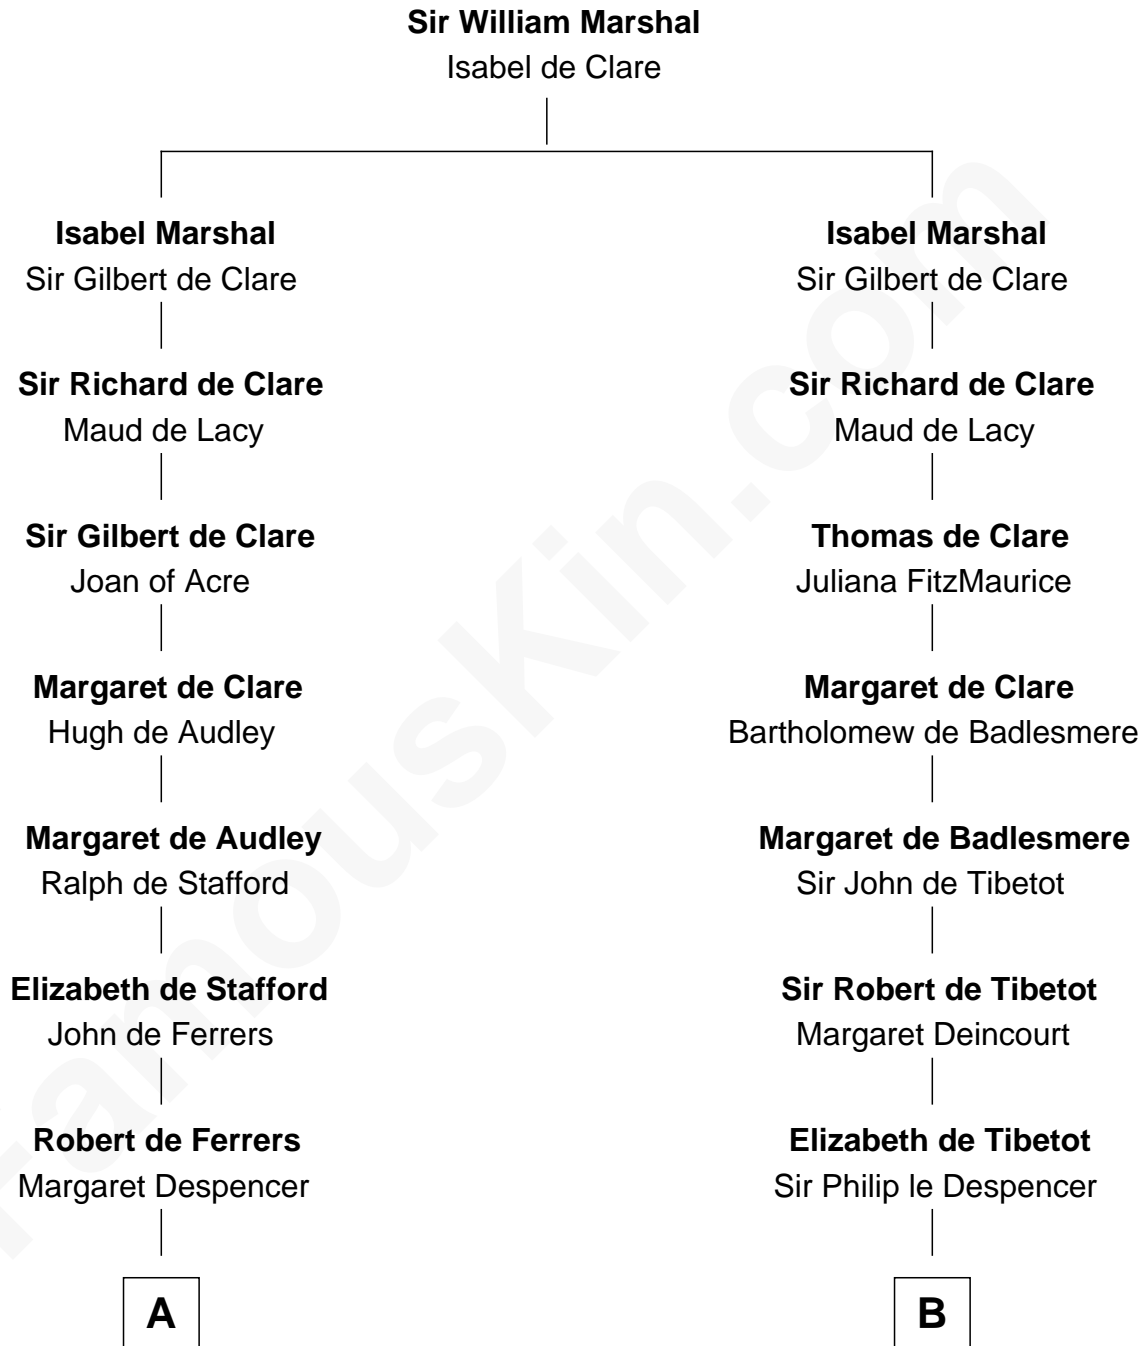 Sir William Marshal
Isabel de Clare
Isabel Marshal
Sir Gilbert de Clare
Isabel Marshal
Sir Gilbert de Clare
Sir Richard de Clare
Maud de Lacy
Sir Richard de Clare
Maud de Lacy
Sir Gilbert de Clare
Joan of Acre
Thomas de Clare
Juliana FitzMaurice
Margaret de Clare
Hugh de Audley
Margaret de Clare
Bartholomew de Badlesmere
Margaret de Audley
Ralph de Stafford
Margaret de Badlesmere
Sir John de Tibetot
Elizabeth de Stafford
John de Ferrers
Sir Robert de Tibetot
Margaret Deincourt
Robert de Ferrers
Margaret Despencer
Elizabeth de Tibetot
Sir Philip le Despencer
A
B
FamousKin.com